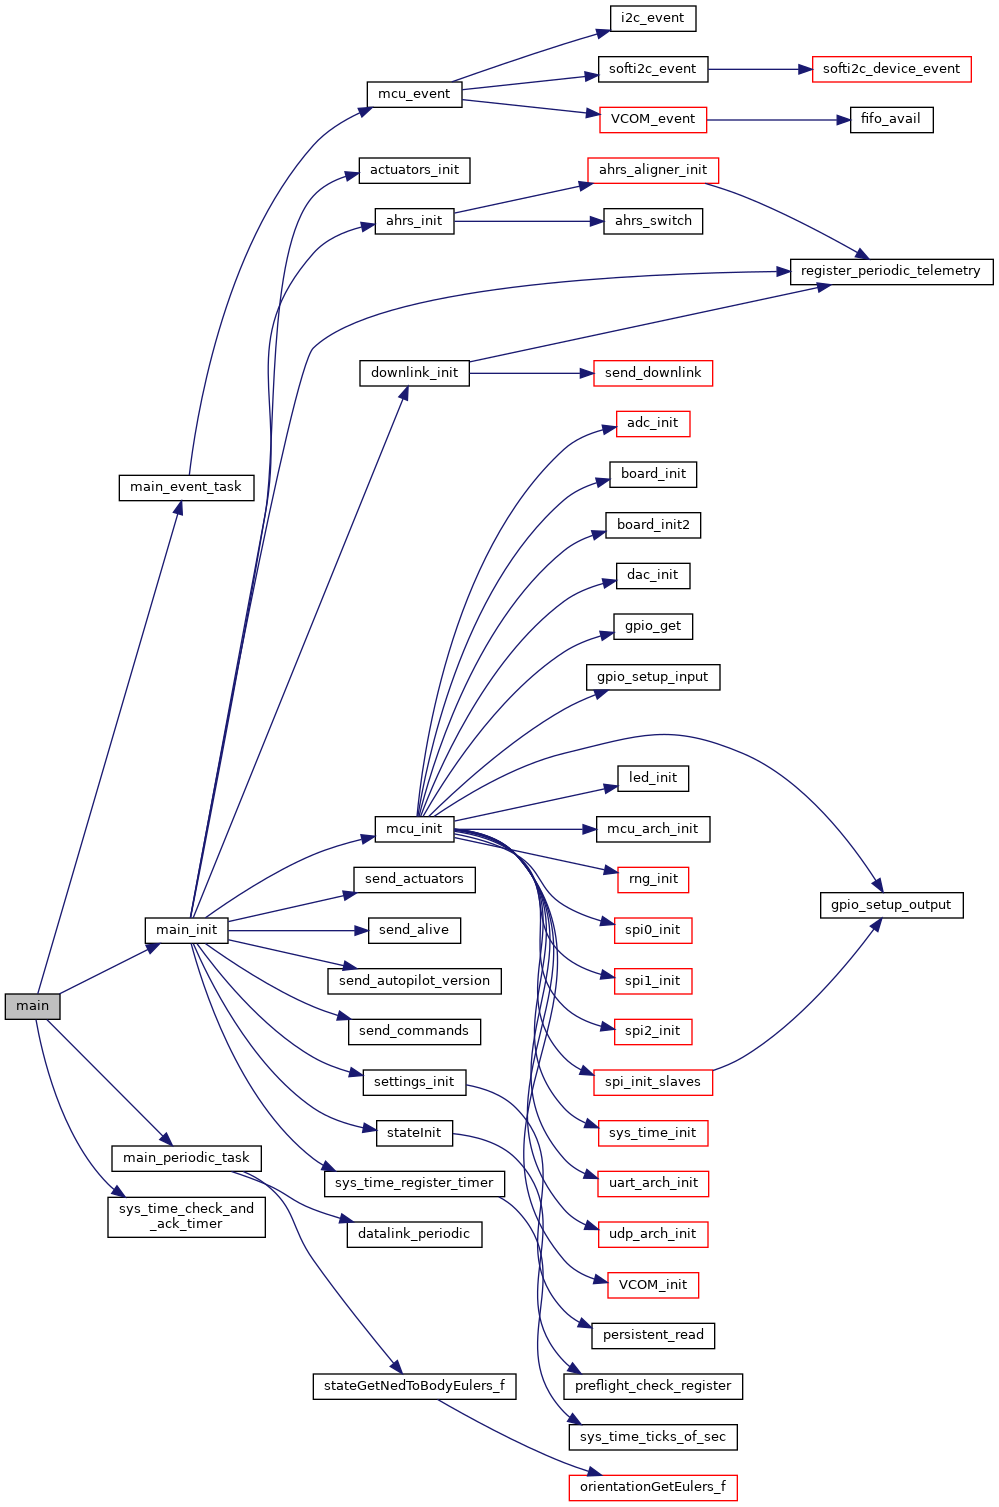 i2c_event
softi2c_event
softi2c_device_event
mcu_event
VCOM_event
fifo_avail
actuators_init
ahrs_aligner_init
ahrs_init
ahrs_switch
register_periodic_telemetry
downlink_init
send_downlink
adc_init
board_init
main_event_task
board_init2
dac_init
gpio_get
gpio_setup_input
led_init
mcu_init
mcu_arch_init
send_actuators
rng_init
gpio_setup_output
main_init
send_alive
spi0_init
send_autopilot_version
spi1_init
main
send_commands
spi2_init
settings_init
spi_init_slaves
stateInit
sys_time_init
main_periodic_task
sys_time_register_timer
uart_arch_init
sys_time_check_and
_ack_timer
datalink_periodic
udp_arch_init
VCOM_init
persistent_read
stateGetNedToBodyEulers_f
preflight_check_register
sys_time_ticks_of_sec
orientationGetEulers_f